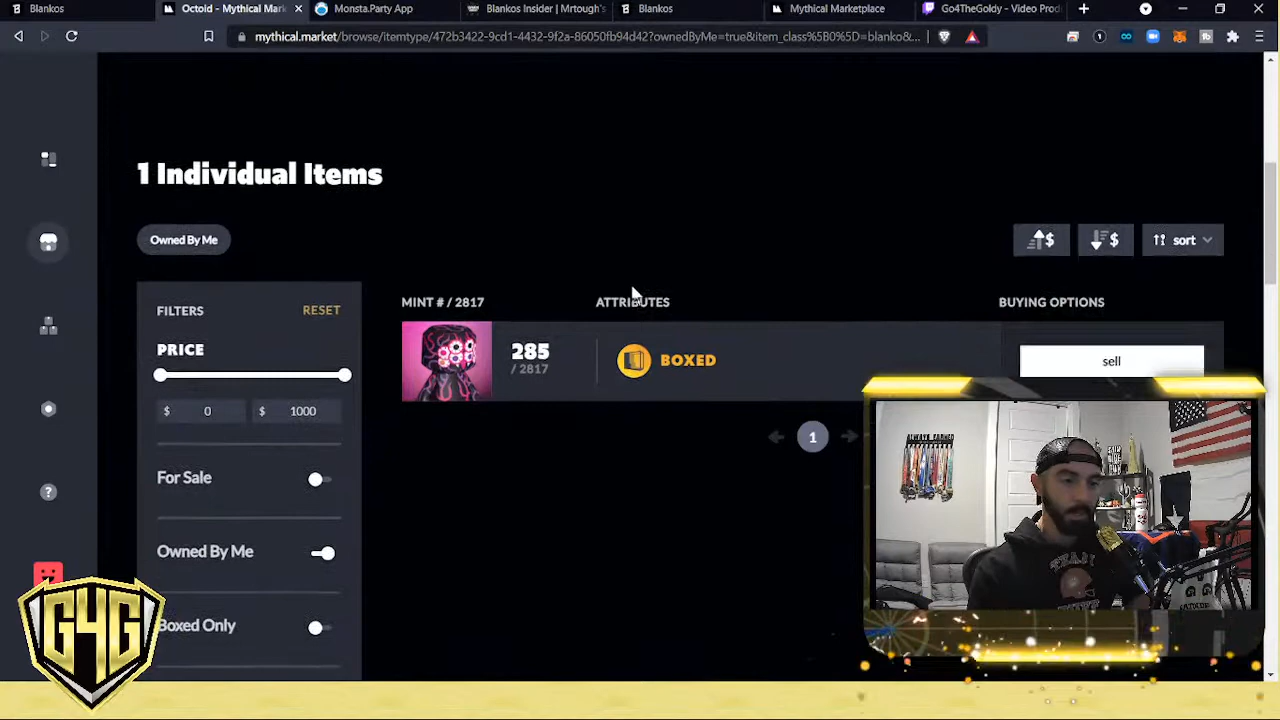 Blankos
Octoid - Mythical Mark
Monsta.Party App
Blankos Insider | Mrtough's
Blankos
Mythical Marketplace
Go4TheGoldy - Video Prod
mythical.market/browse/itemtype/472b3422-9cd1-4432-9f2a-86050fb94d42?ownedByMe=true&item_class%5B0%5D=blanko&...
1 Individual Items
Owned By Me
$
$
sort
FILTERS
RESET
MINT # / 2817
ATTRIBUTES
BUYING OPTIONS
PRICE
285
/ 2817
BOXED
sell
$ 0
$ 1000
1
For Sale
Owned By Me
Boxed Only
G4G
ALWAYS EARNED
TEXAS